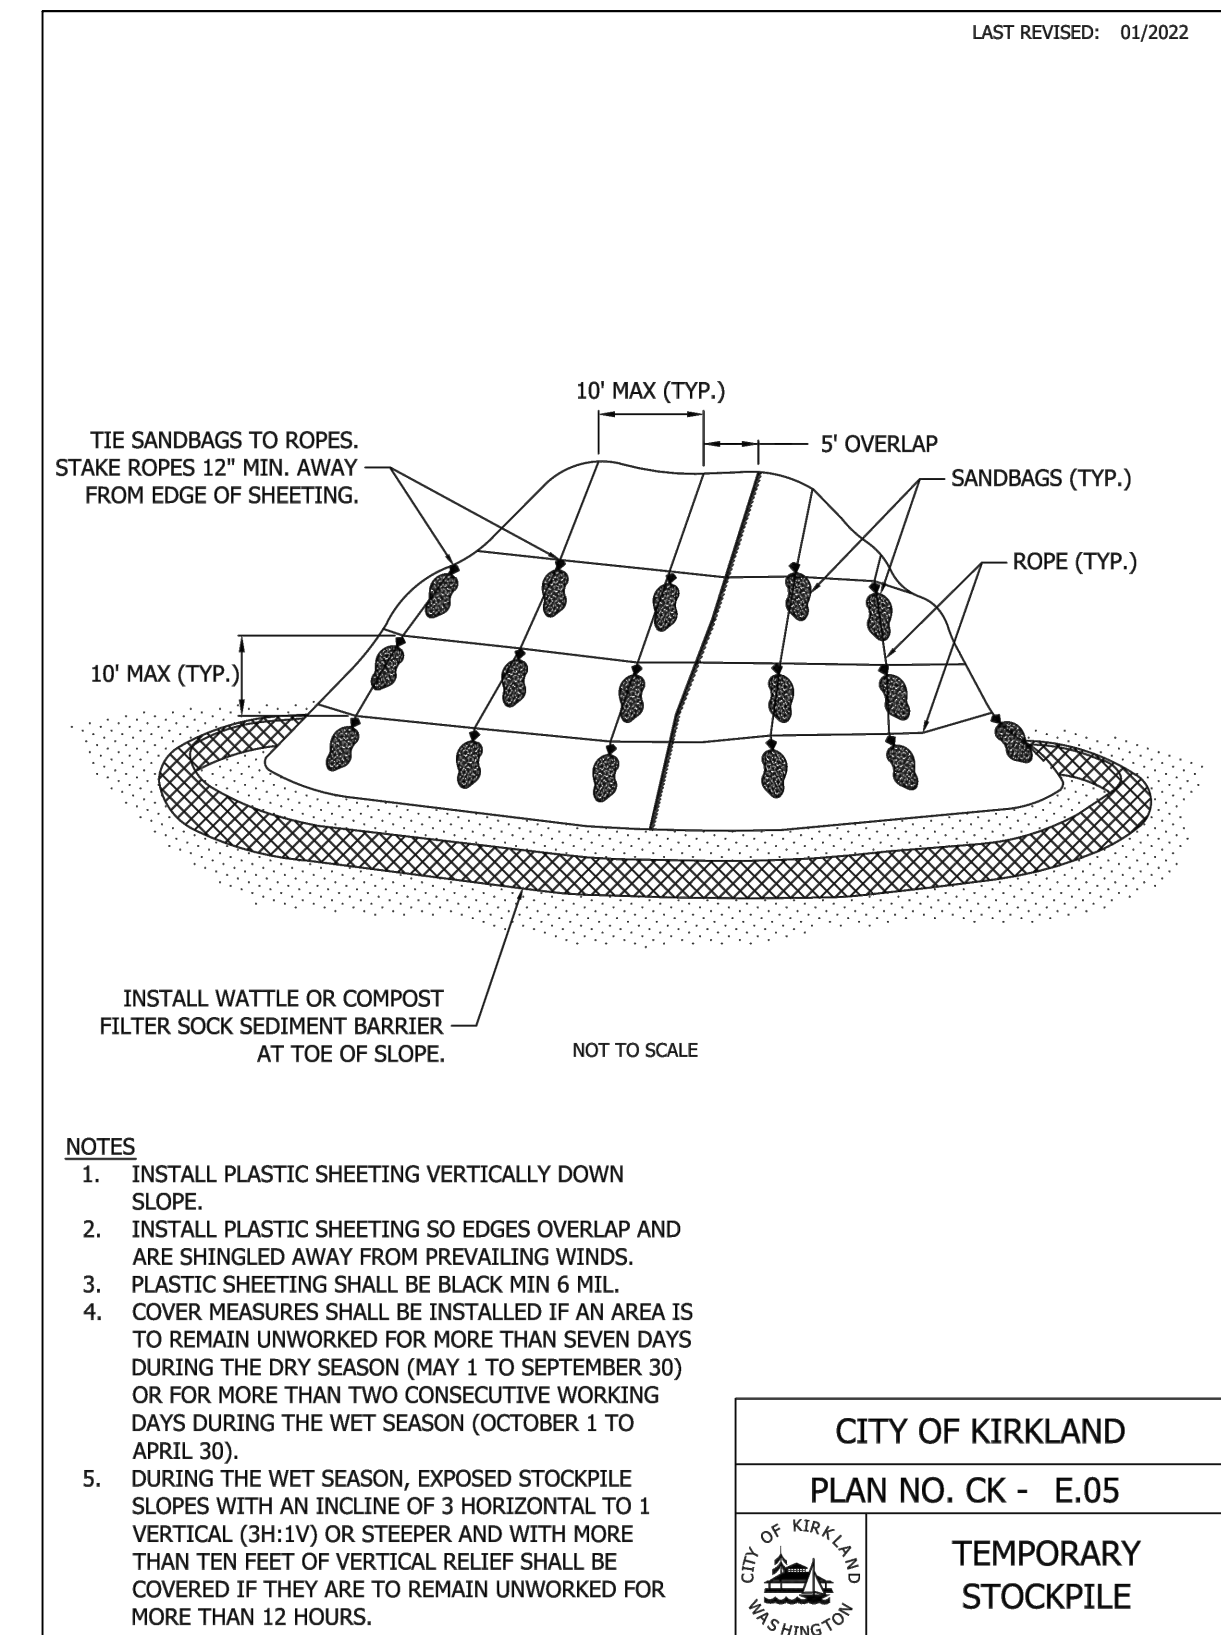 LAST REVISED: 01/2022
10' MAX (TYP.)
TIE SANDBAGS TO ROPES.
STAKE ROPES 12" MIN. AWAY
FROM EDGE OF SHEETING.
5' OVERLAP
SANDBAGS (TYP.)
ROPE (TYP.)
10' MAX (TYP.)
INSTALL WATTLE OR COMPOST
FILTER SOCK SEDIMENT BARRIER
AT TOE OF SLOPE.
NOT TO SCALE
NOTES
1. INSTALL PLASTIC SHEETING VERTICALLY DOWN
SLOPE.
2. INSTALL PLASTIC SHEETING SO EDGES OVERLAP AND
ARE SHINGLED AWAY FROM PREVAILING WINDS.
3. PLASTIC SHEETING SHALL BE BLACK MIN 6 MIL.
4. COVER MEASURES SHALL BE INSTALLED IF AN AREA IS
TO REMAIN UNWORKED FOR MORE THAN SEVEN DAYS
DURING THE DRY SEASON (MAY 1 TO SEPTEMBER 30)
OR FOR MORE THAN TWO CONSECUTIVE WORKING
DAYS DURING THE WET SEASON (OCTOBER 1 TO
APRIL 30).
5. DURING THE WET SEASON, EXPOSED STOCKPILE
SLOPES WITH AN INCLINE OF 3 HORIZONTAL TO 1
VERTICAL (3H:1V) OR STEEPER AND WITH MORE
THAN TEN FEET OF VERTICAL RELIEF SHALL BE
COVERED IF THEY ARE TO REMAIN UNWORKED FOR
MORE THAN 12 HOURS.
CITY OF KIRKLAND
PLAN NO. CK - E.05
CITY OF KIRKLAND
WASHINGTON
TEMPORARY
STOCKPILE